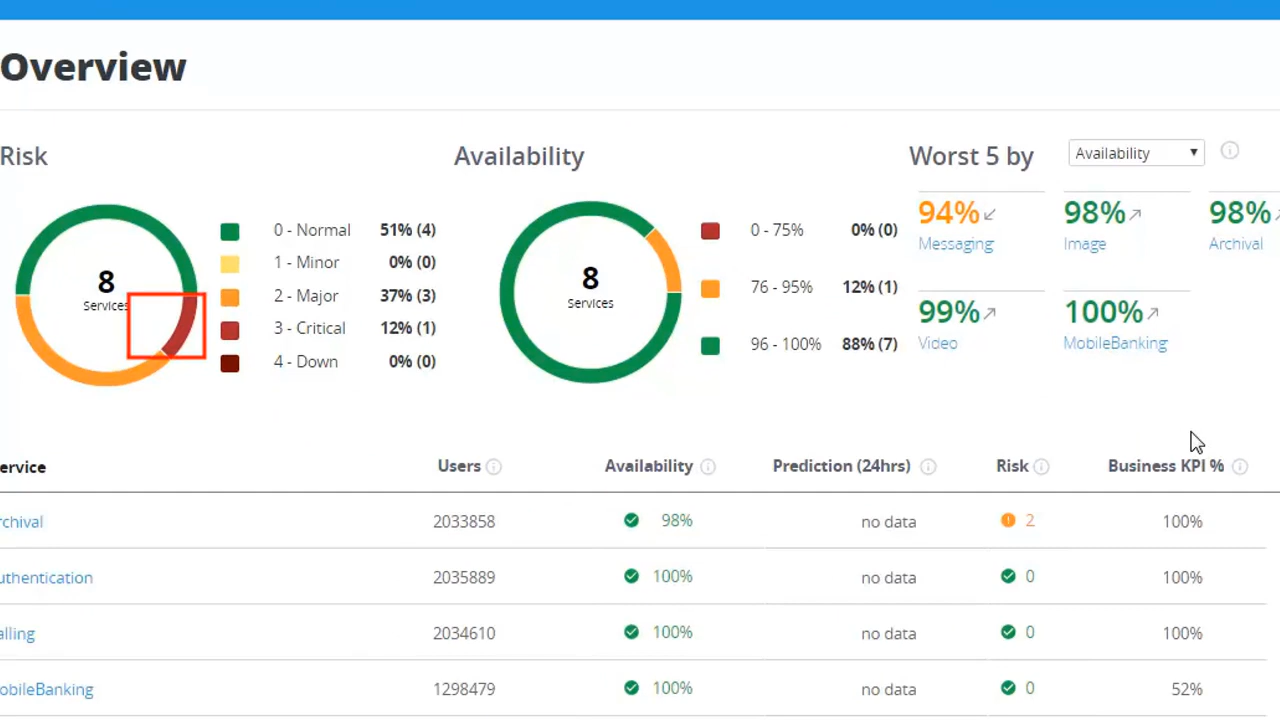 Overview
Risk
Availability
Worst 5 by
Availability
8
Services
0 - Normal 51% (4)
1 - Minor 0% (0)
2 - Major 37% (3)
3 - Critical 12% (1)
4 - Down 0% (0)
8
Services
0 - 75% 0% (0)
76 - 95% 12% (1)
96 - 100% 88% (7)
94% 98% 98%
Messaging Image Archival
99% 100%
Video MobileBanking
ervice Users Availability Prediction (24hrs) Risk Business KPI %
rchival 2033858 98% no data 2 100%
uthentication 2035889 100% no data 0 100%
alling 2034610 100% no data 0 100%
obileBanking 1298479 100% no data 0 52%